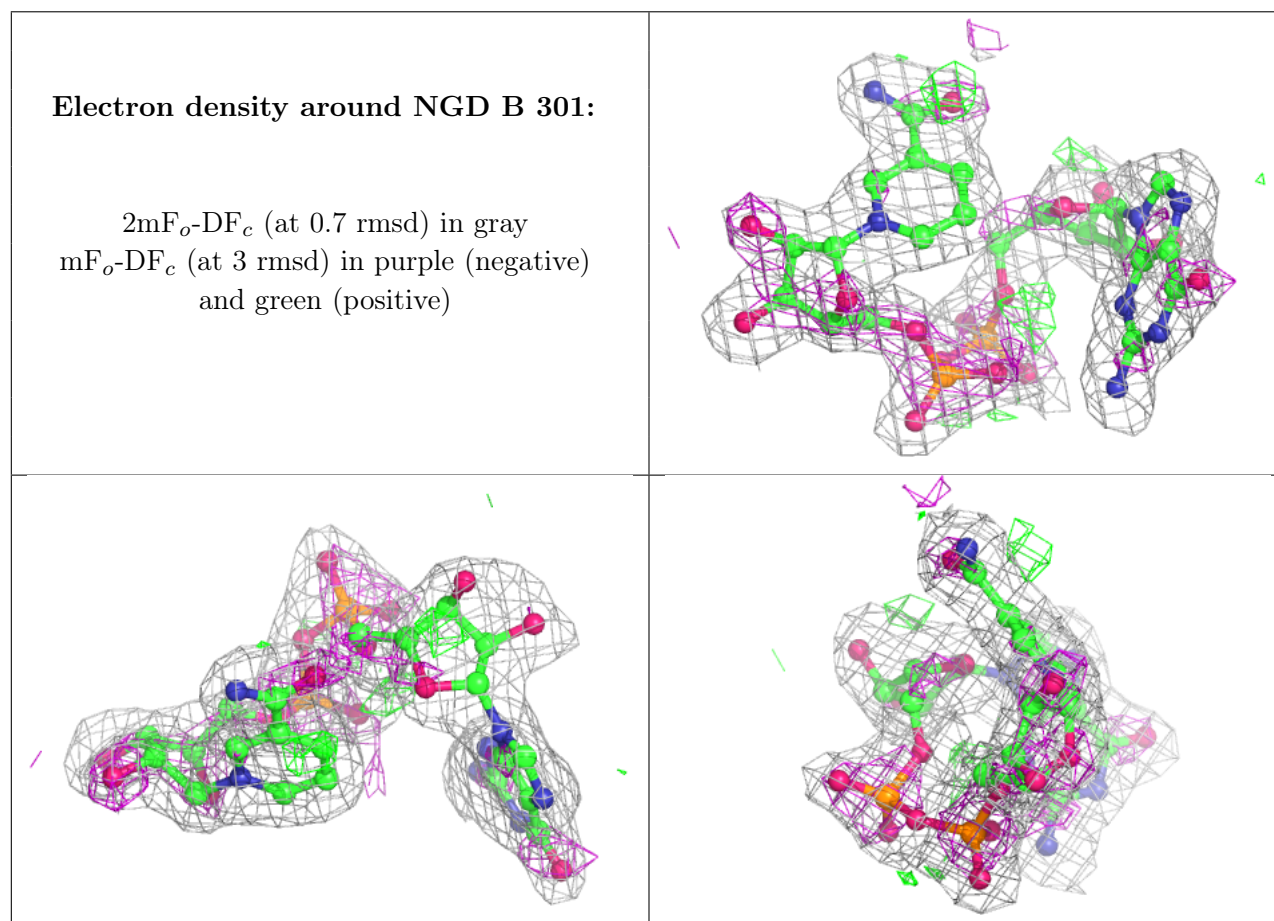 Electron density around NGD B 301:
2mFo-DFc (at 0.7 rmsd) in gray
mFo-DFc (at 3 rmsd) in purple (negative)
and green (positive)